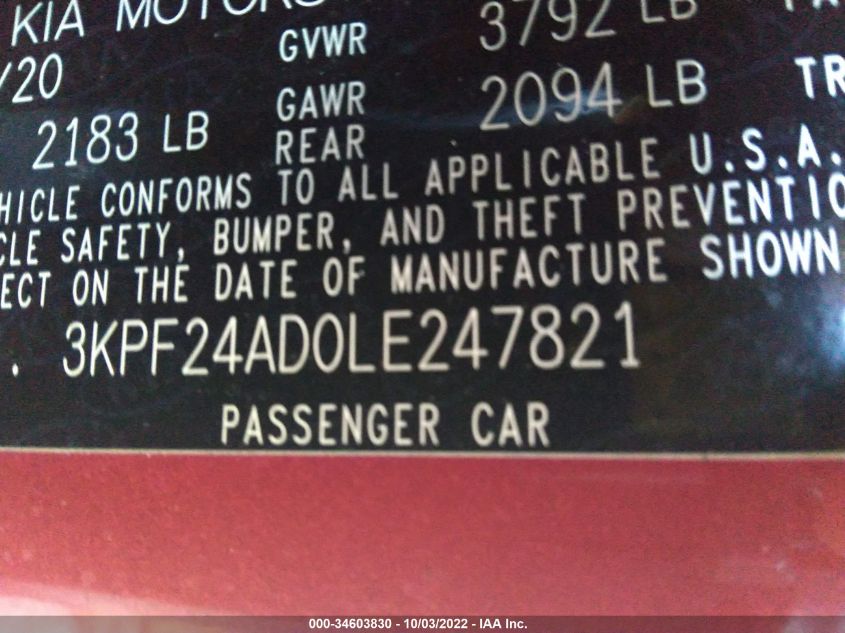 KIA MOTORS
/20 GVWR 3792 LB
2183 LB GAWR REAR 2094 LB TR
HICLE CONFORMS TO ALL APPLICABLE U.S.A.
CLE SAFETY, BUMPER, AND THEFT PREVENTIO
ECT ON THE DATE OF MANUFACTURE SHOWN
. 3KPF24AD0LE247821
PASSENGER CAR
000-34603830 - 10/03/2022 - IAA Inc.